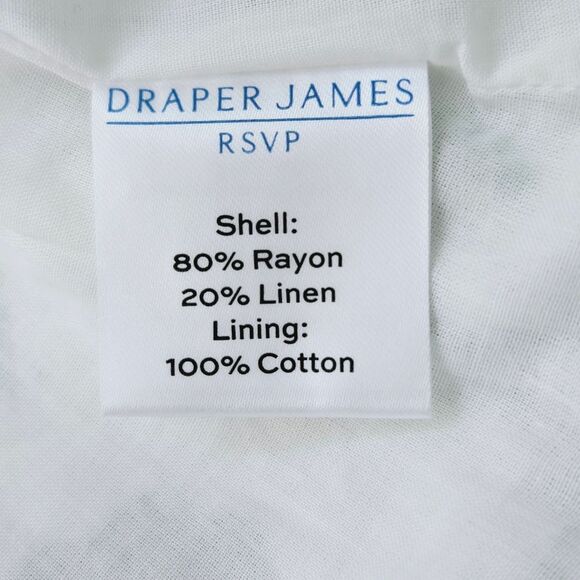 DRAPER JAMES
RSVP
Shell:
80% Rayon
20% Linen
Lining:
100% Cotton